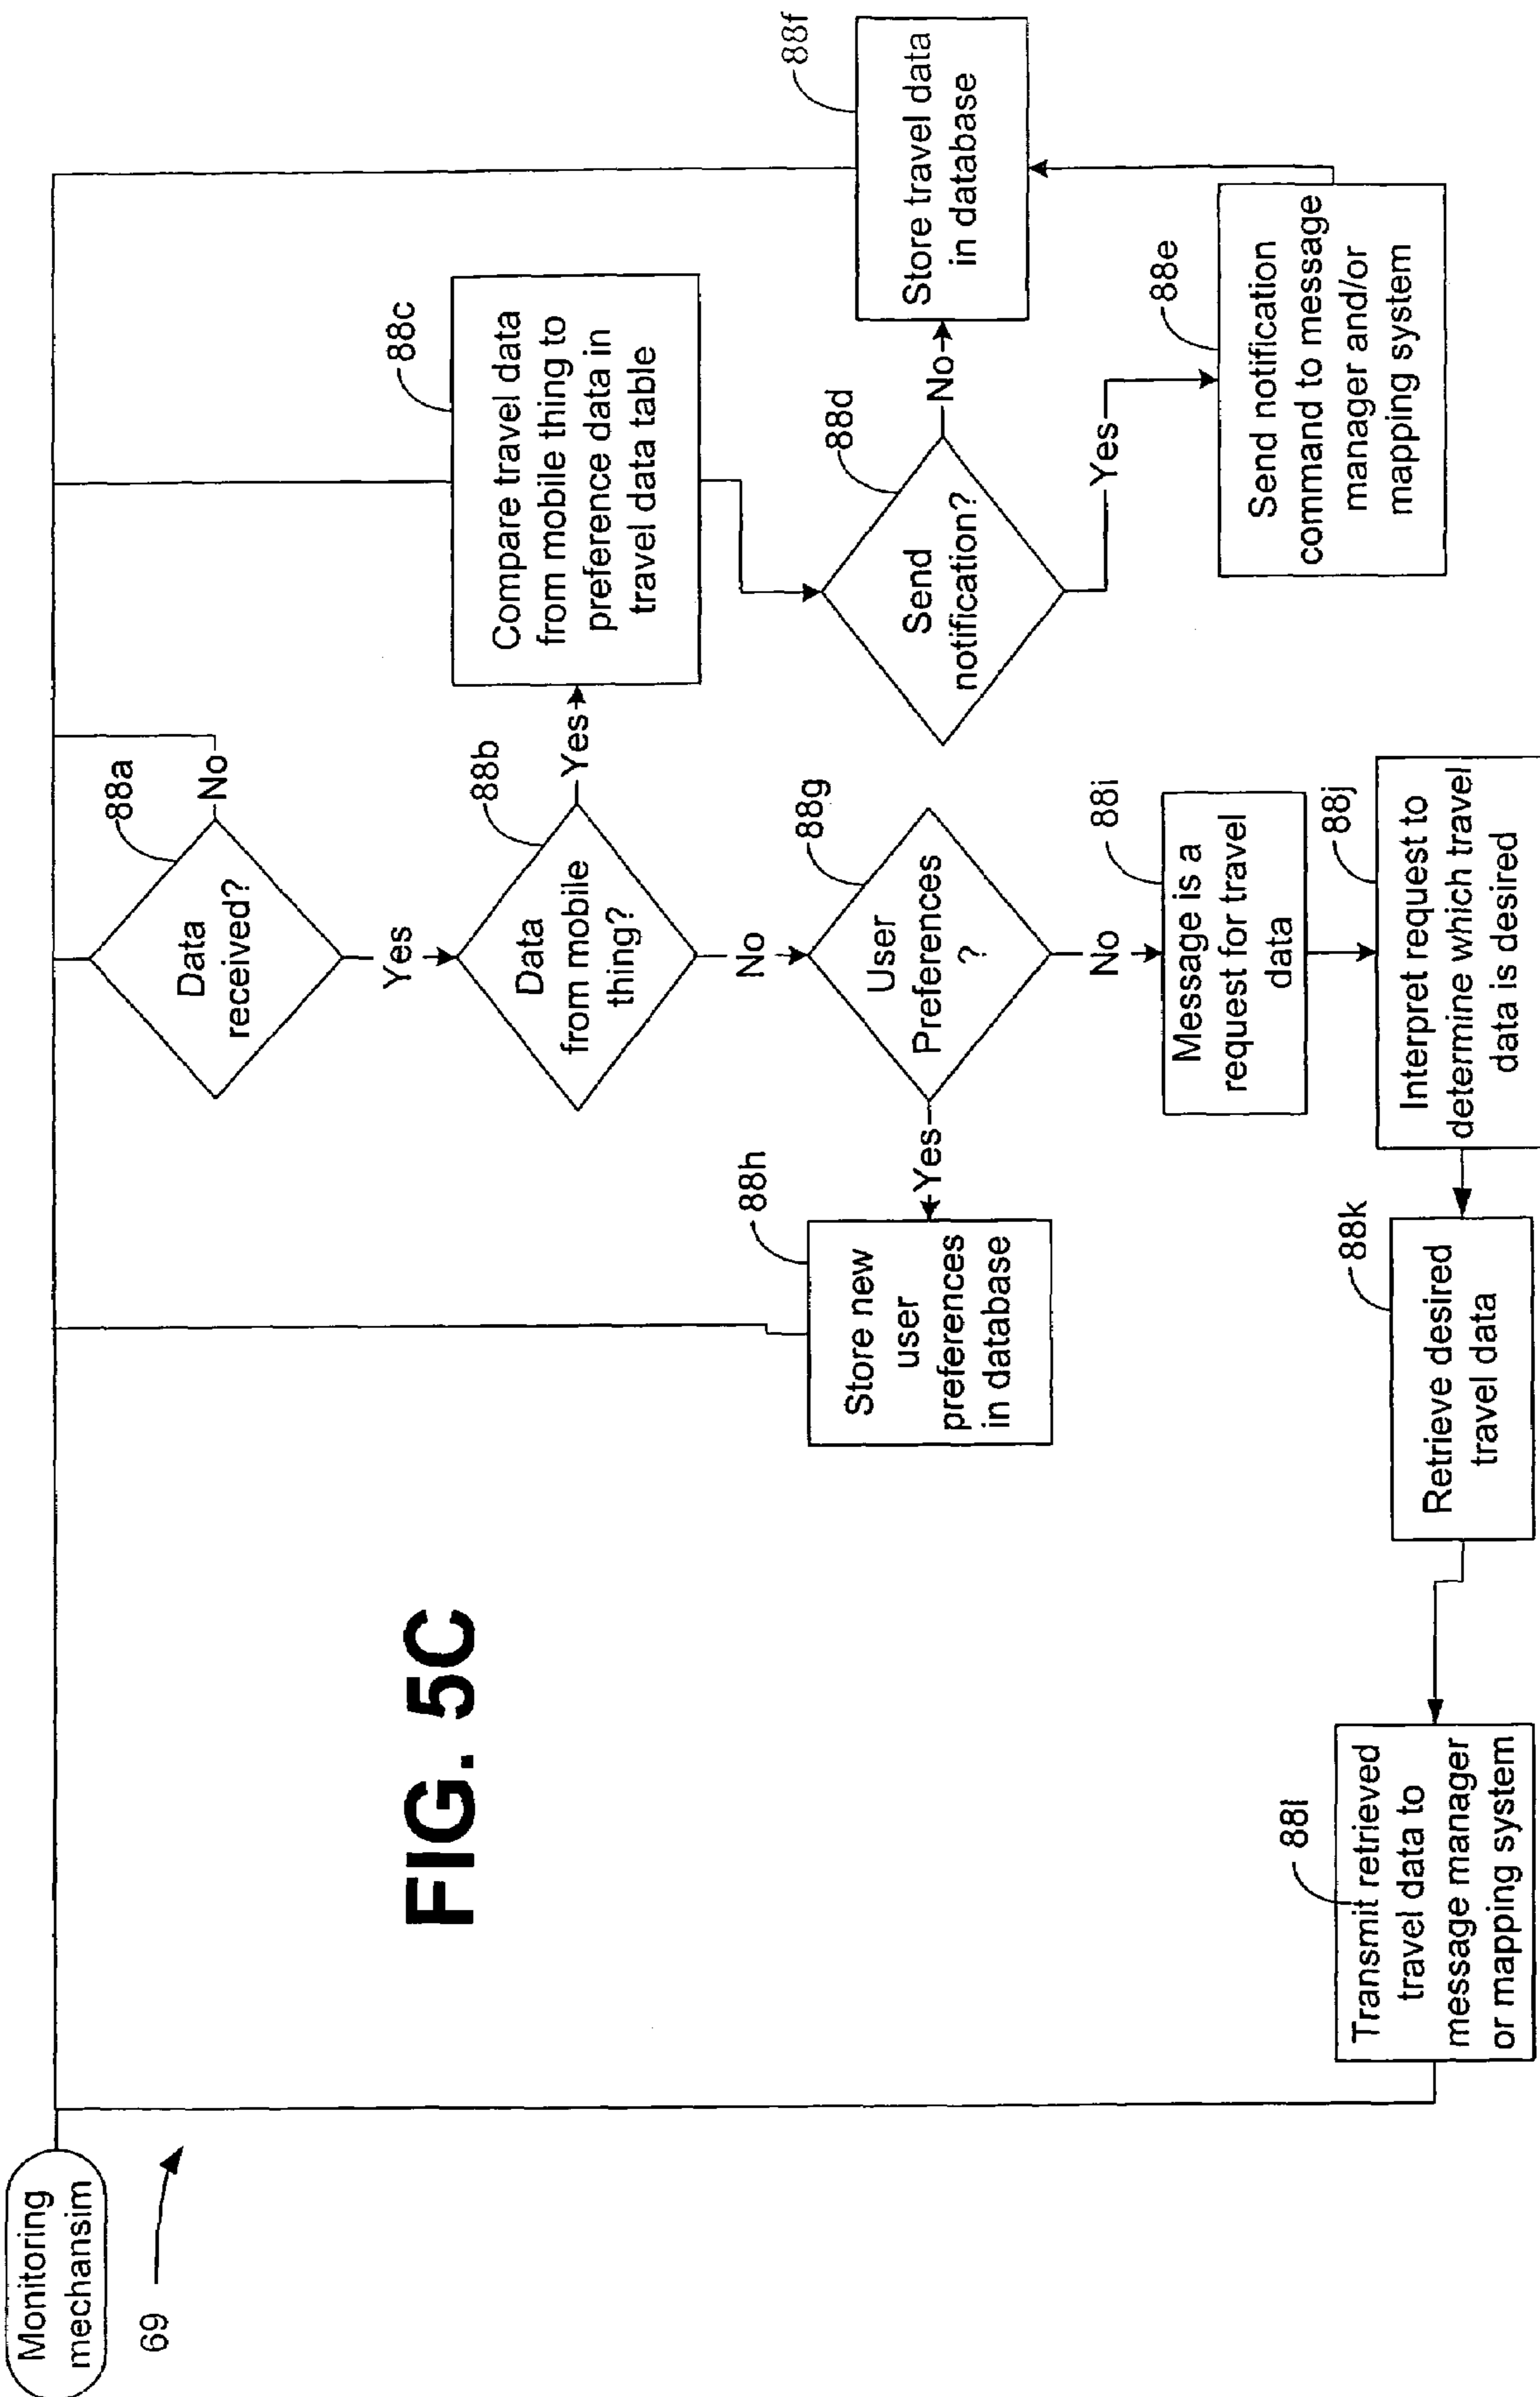 Monitoring
mechansim
69
88a
Data
received?
No
Yes
88b
Data
from mobile
thing?
Yes
No
88c
Compare travel data
from mobile thing to
preference data in
travel data table
88d
Send
notification?
No
Yes
88e
Send notification
command to message
manager and/or
mapping system
88f
Store travel data
in database
88g
User
Preferences
?
Yes
No
88h
Store new
user
preferences
in database
88i
Message is a
request for travel
data
88j
Interpret request to
determine which travel
data is desired
88k
Retrieve desired
travel data
88l
Transmit retrieved
travel data to
message manager
or mapping system
FIG. 5C